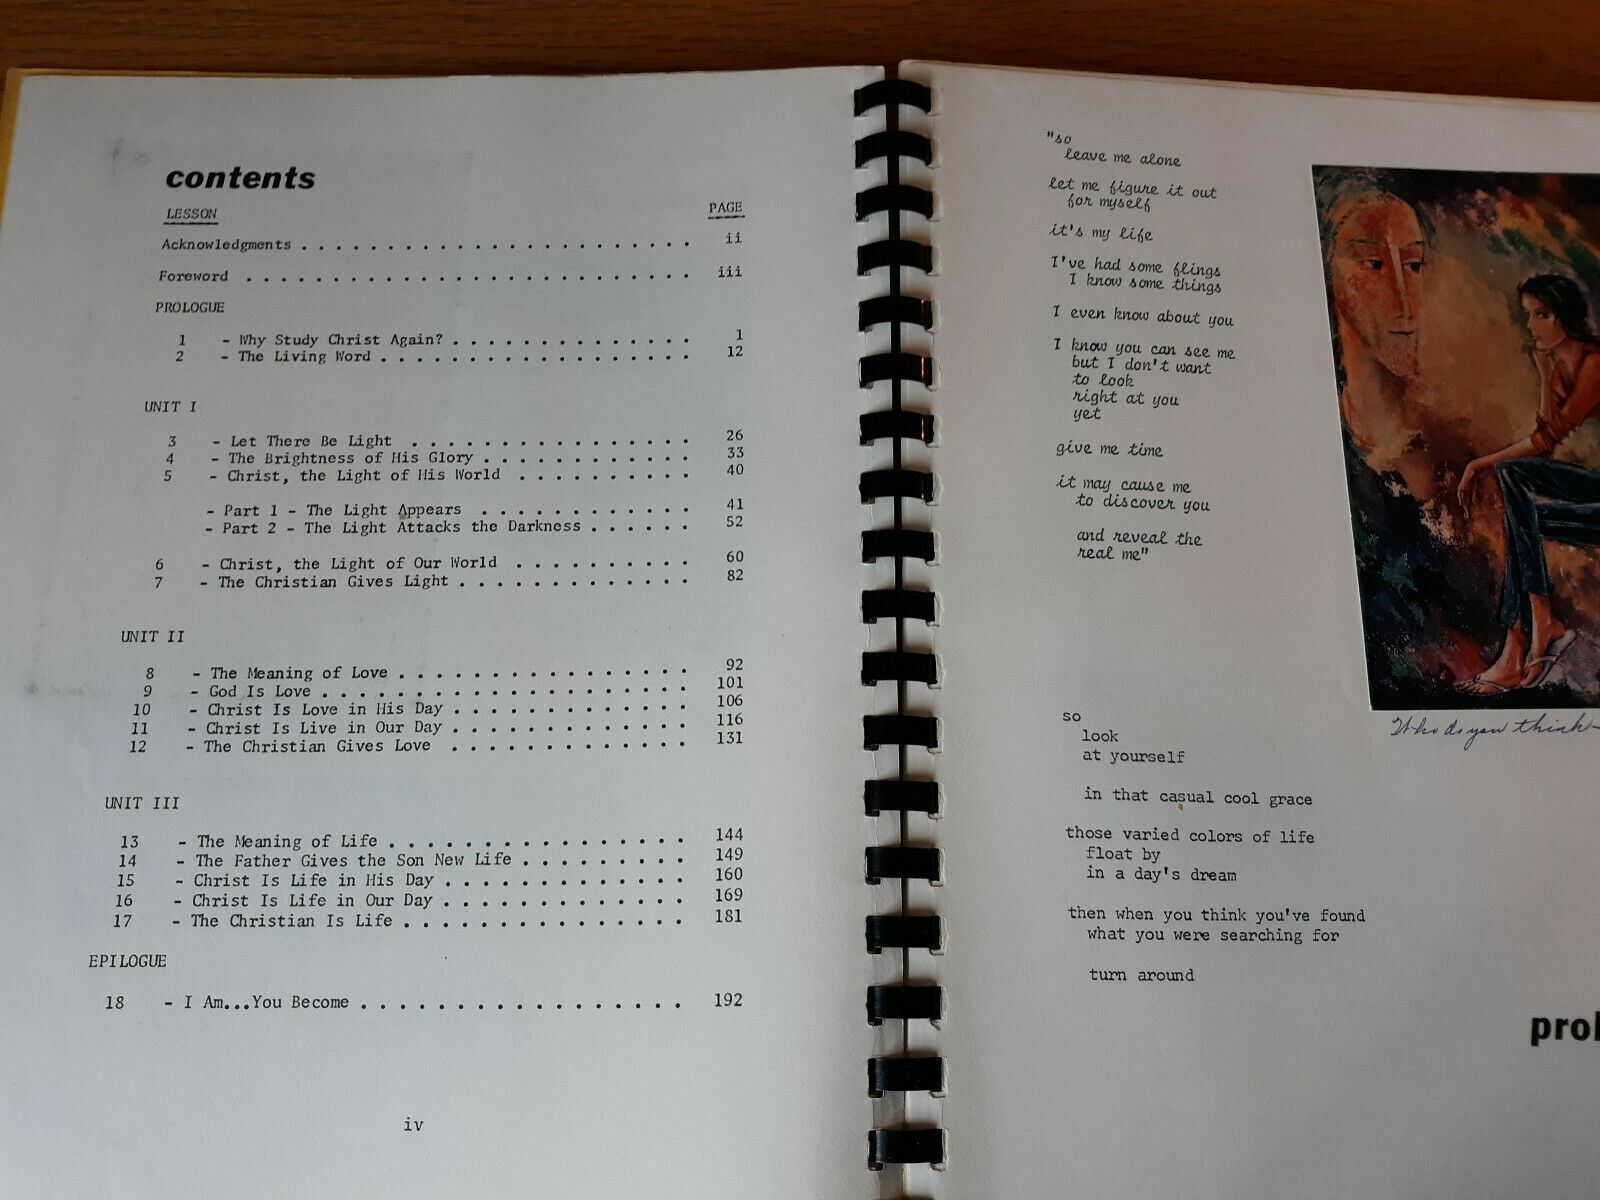 contents
LESSON PAGE
Acknowledgments . . . . . . . . . . . . . . . . . . . . . . . . ii
Foreword . . . . . . . . . . . . . . . . . . . . . . . . . . . iii
PROLOGUE
1 - Why Study Christ Again? . . . . . . . . . . . . . . . 1
2 - The Living Word . . . . . . . . . . . . . . . . . . . 12
UNIT I
3 - Let There Be Light . . . . . . . . . . . . . . . . . 26
4 - The Brightness of His Glory . . . . . . . . . . . . . 33
5 - Christ, the Light of His World . . . . . . . . . . 40
- Part 1 - The Light Appears . . . . . . . . . . . . . 41
- Part 2 - The Light Attacks the Darkness . . . . . . 52
6 - Christ, the Light of Our World . . . . . . . . . . 60
7 - The Christian Gives Light . . . . . . . . . . . . . 82
UNIT II
8 - The Meaning of Love . . . . . . . . . . . . . . . . 92
9 - God Is Love . . . . . . . . . . . . . . . . . . . . 101
10 - Christ Is Love in His Day . . . . . . . . . . . . . 106
11 - Christ Is Live in Our Day . . . . . . . . . . . . . 116
12 - The Christian Gives Love . . . . . . . . . . . . . 131
UNIT III
13 - The Meaning of Life . . . . . . . . . . . . . . . . . 144
14 - The Father Gives the Son New Life . . . . . . . . . 149
15 - Christ Is Life in His Day . . . . . . . . . . . . . 160
16 - Christ Is Life in Our Day . . . . . . . . . . . . . 169
17 - The Christian Is Life . . . . . . . . . . . . . . . 181
EPILOGUE
18 - I Am...You Become . . . . . . . . . . . . . . . . . . 192
iv
"so
leave me alone
let me figure it out
for myself
it's my life
I've had some flings
I know some things
I even know about you
I know you can see me
but I don't want
to look
right at you
yet
give me time
it may cause me
to discover you
and reveal the
real me"
Who do you think-
so
look
at yourself
in that casual cool grace
those varied colors of life
float by
in a day's dream
then when you think you've found
what you were searching for
turn around
prol